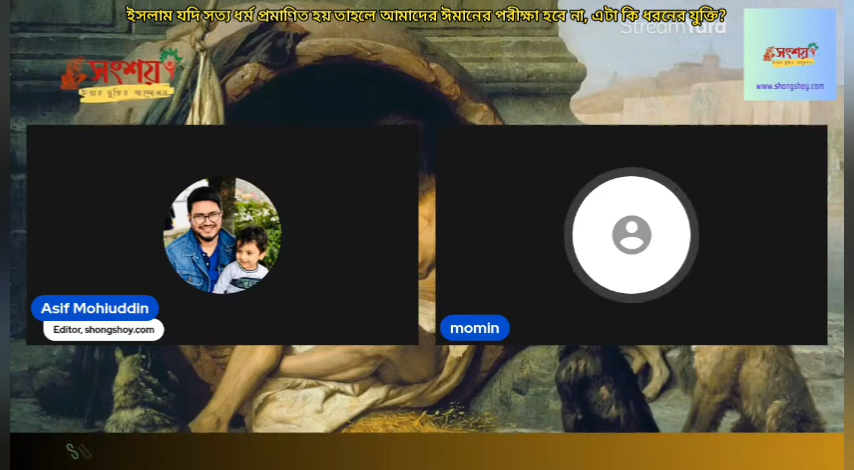 ইসলাম যদি সত্য ধর্ম প্রমাণিত হয় তাহলে আমাদের ঈমানের পরীক্ষা হবে না, এটা কি ধরনের যুক্তি?
StreamYard
সংশয়
সংশয়
www.shongshoy.com
Asif Mohiuddin
Editor, shongshoy.com
momin